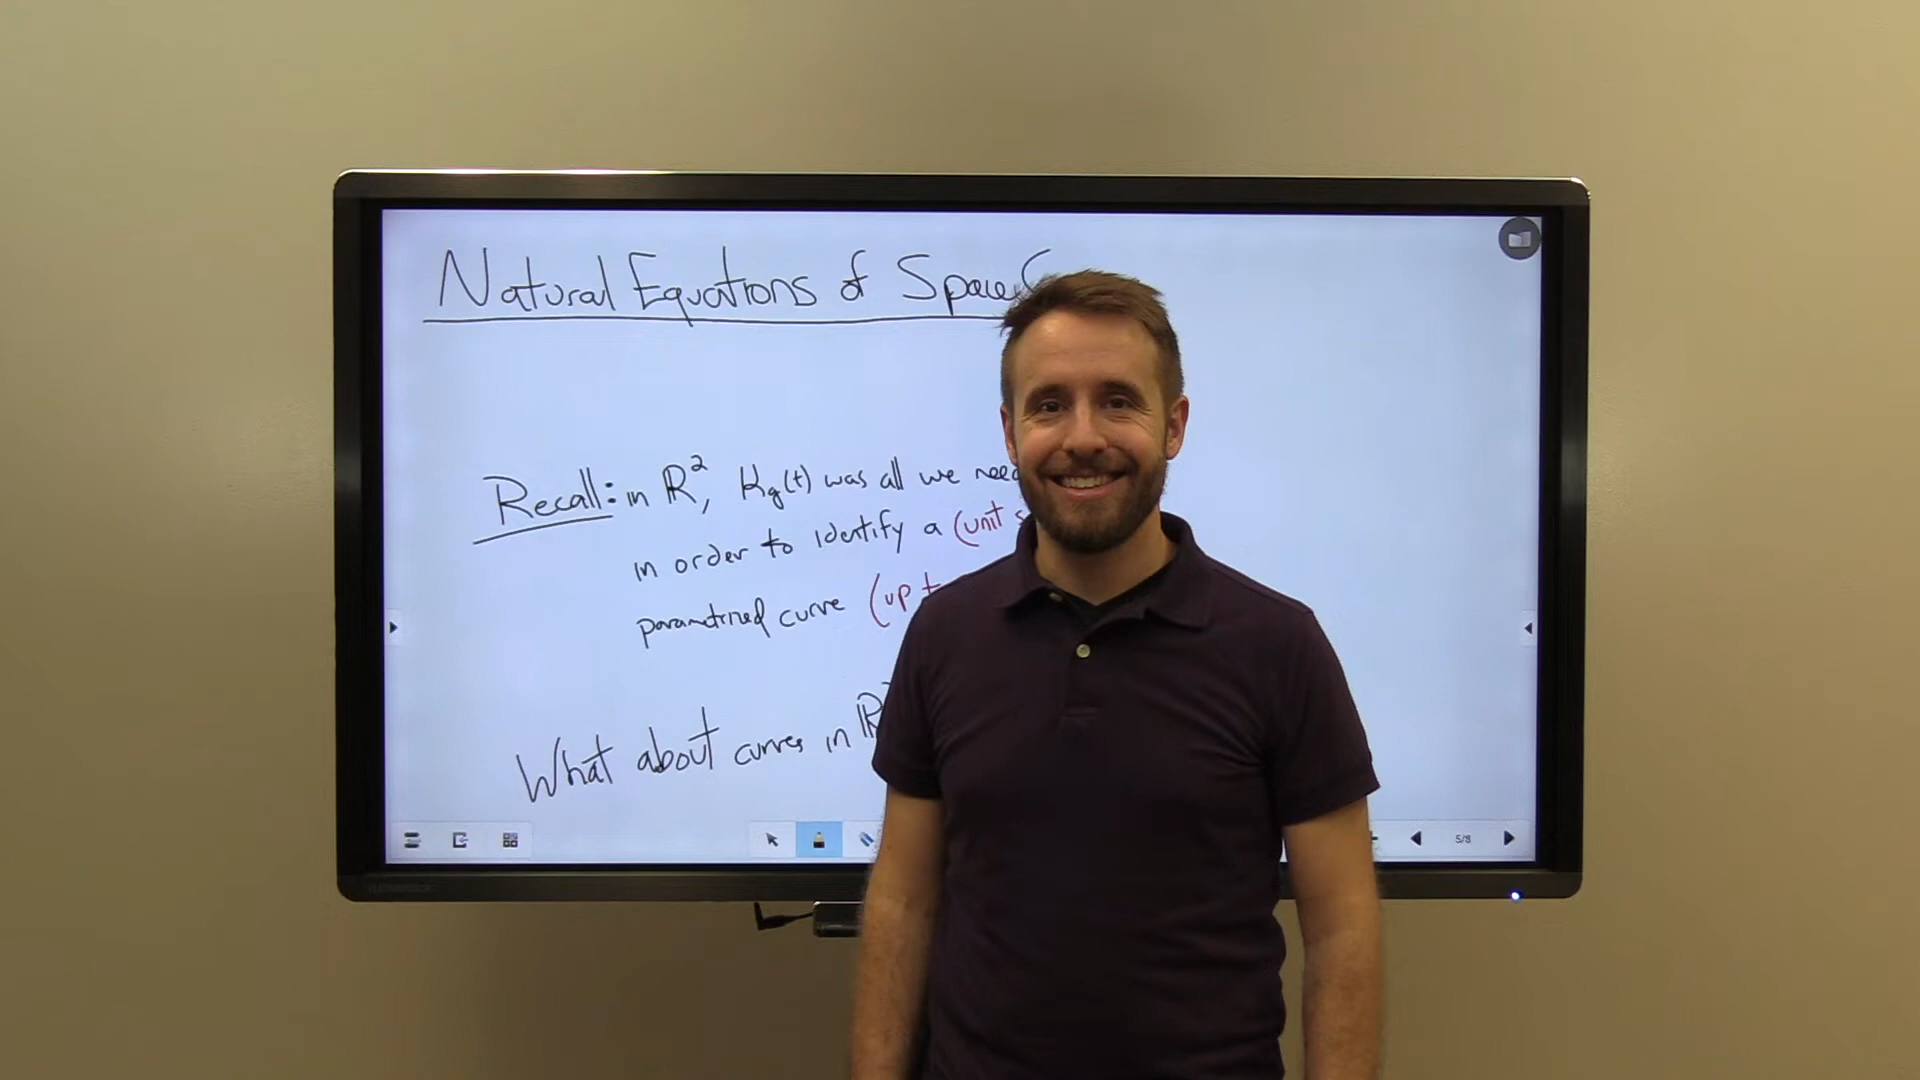 Natural Equations of Space
Recall: in R², Kg(t) was all we need
in order to identify a (unit s
parametrized curve (up t
What about curves in R
5/8